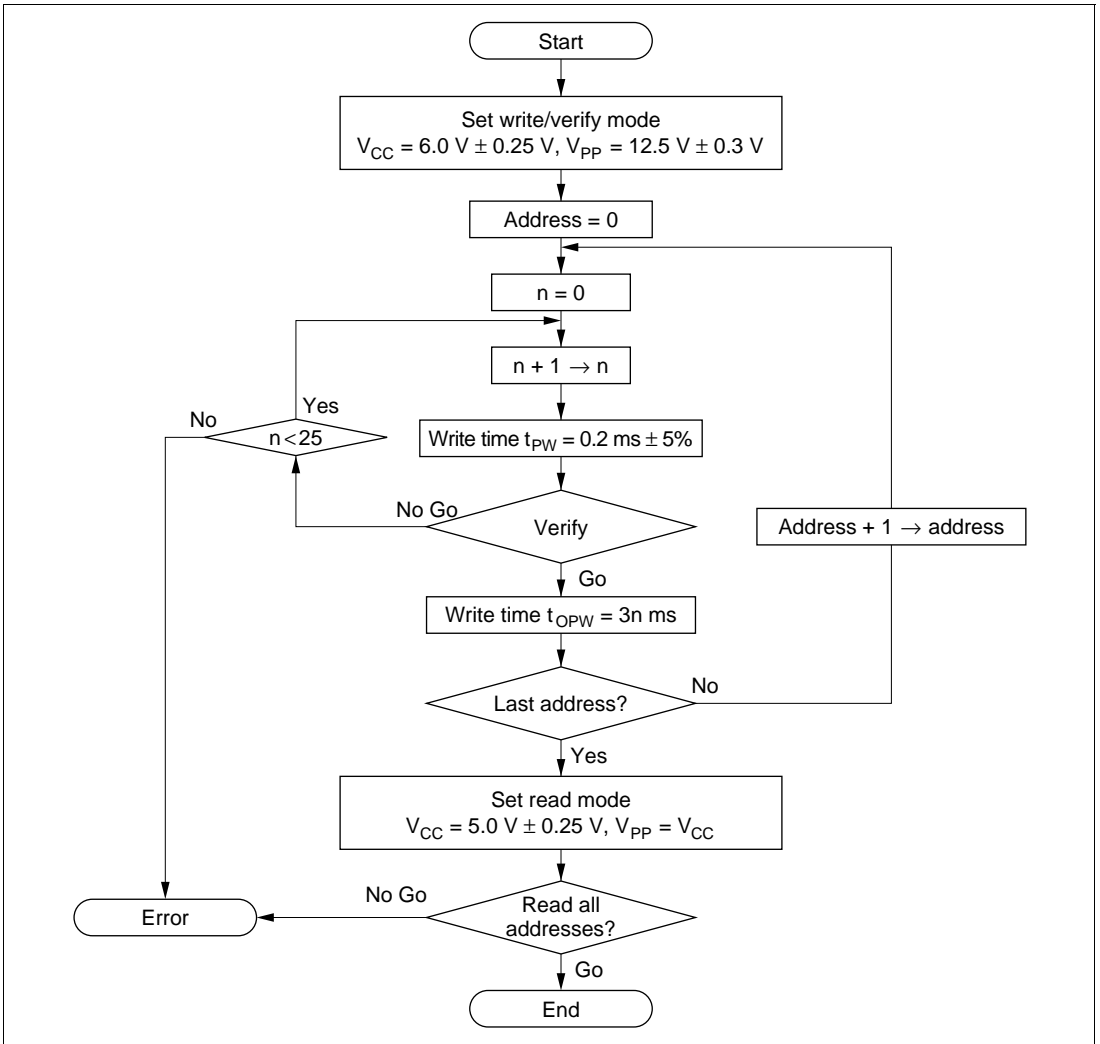 Start
Set write/verify mode
VCC = 6.0 V ± 0.25 V, VPP = 12.5 V ± 0.3 V
Address = 0
n = 0
n + 1 → n
No
Yes
n < 25
Write time tPW = 0.2 ms ± 5%
No Go
Verify
Address + 1 → address
Go
Write time tOPW = 3n ms
Last address?
No
Yes
Set read mode
VCC = 5.0 V ± 0.25 V, VPP = VCC
No Go
Error
Read all
addresses?
Go
End